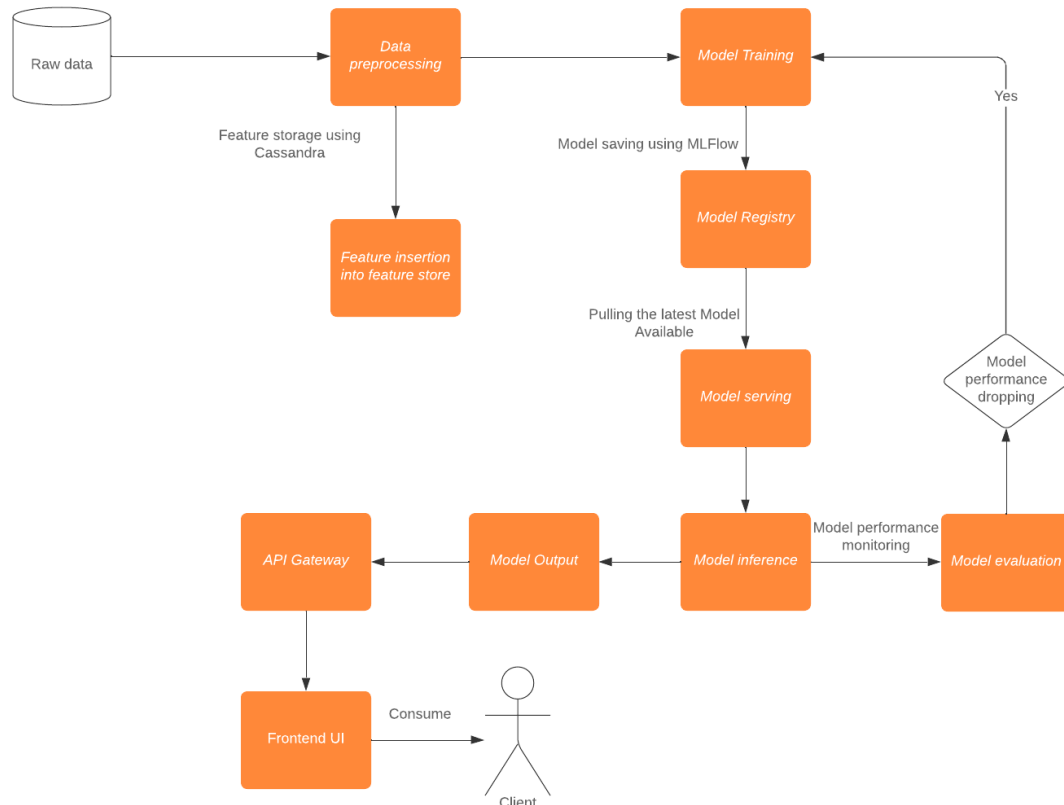 Raw data
Data
preprocessing
Model Training
Yes
Feature storage using
Cassandra
Model saving using MLFlow
Model Registry
Feature insertion
into feature store
Pulling the latest Model
Available
Model
performance
dropping
Model serving
API Gateway
Model Output
Model inference
Model performance
monitoring
Model evaluation
Frontend UI
Consume
Client